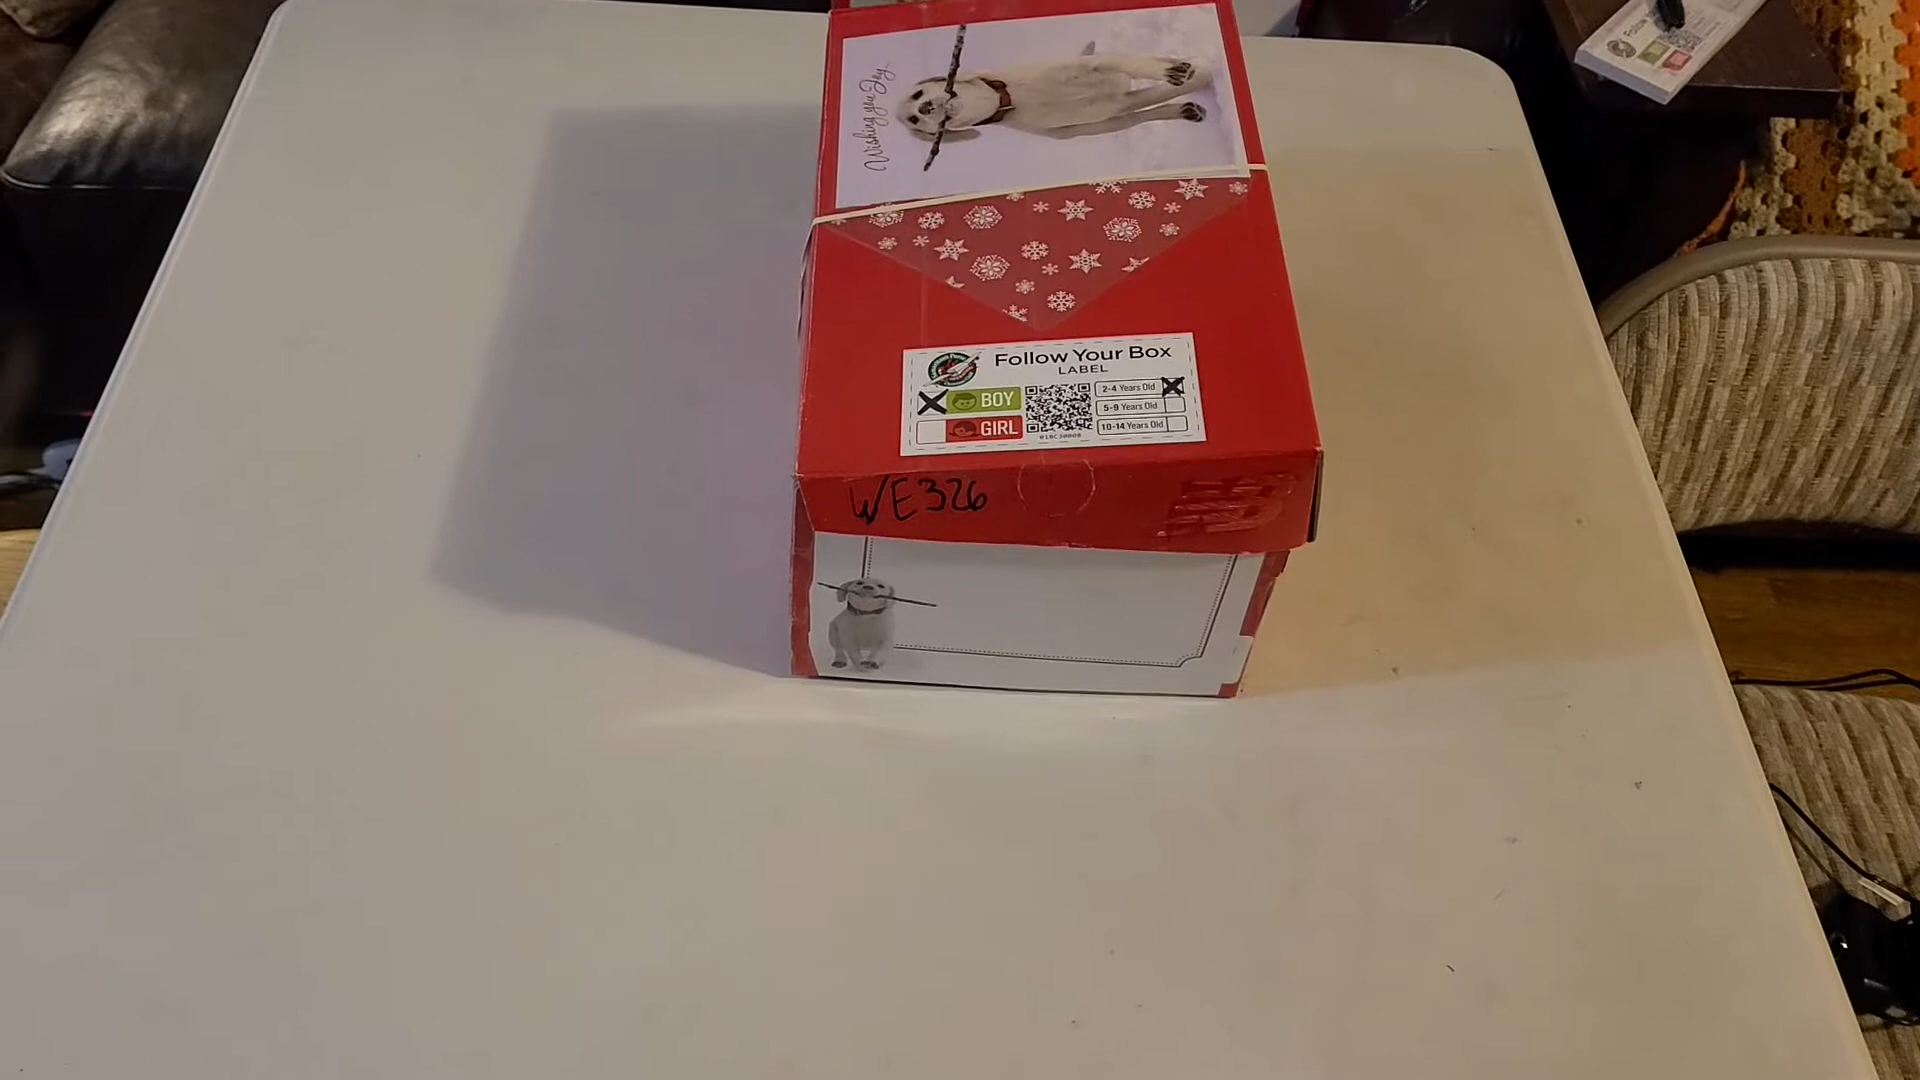 Wishing you Joy
Follow Your Box
LABEL
BOY
GIRL
2-4 Years Old
5-9 Years Old
10-14 Years Old
WE326
Follow